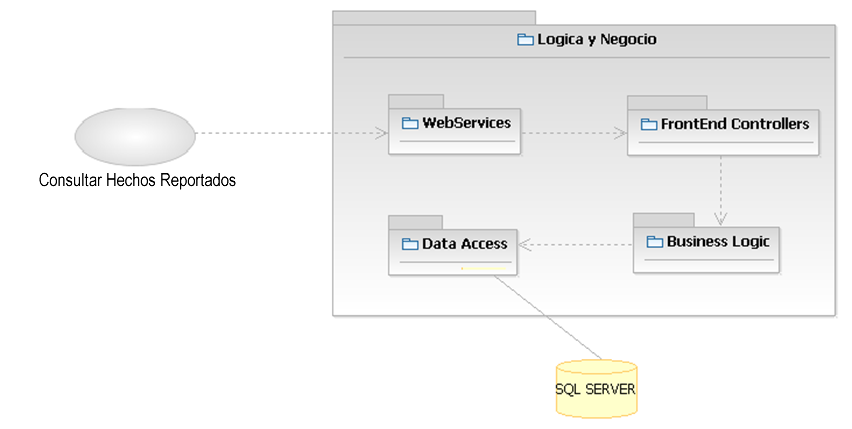 Logica y Negocio
WebServices
FrontEnd Controllers
Consultar Hechos Reportados
Data Access
Business Logic
SQL SERVER